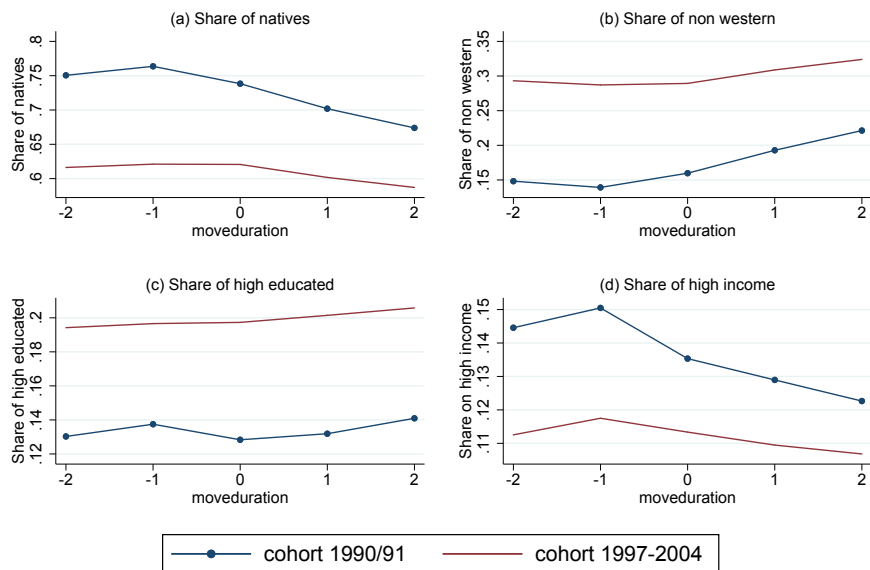 (a) Share of natives
(b) Share of non western
Share of natives
.6 .65 .7 .75 .8
-2 -1 0 1 2
moveduration
Share of non western
.15 .2 .25 .3 .35
-2 -1 0 1 2
moveduration
(c) Share of high educated
(d) Share of high income
Share of high educated
.12 .14 .16 .18 .2
-2 -1 0 1 2
moveduration
Share on high income
.11 .12 .13 .14 .15
-2 -1 0 1 2
moveduration
cohort 1990/91 cohort 1997-2004